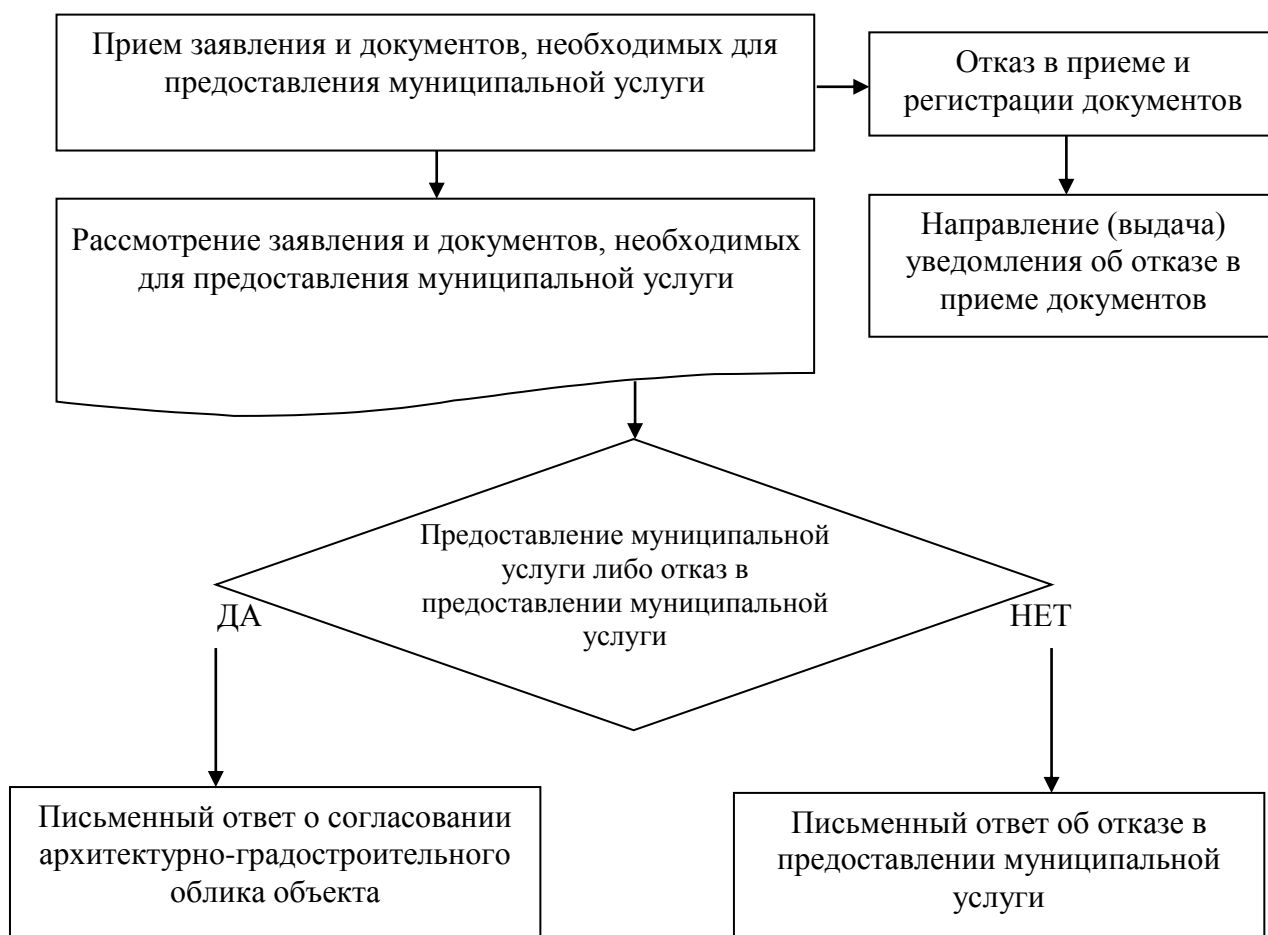 Прием заявления и документов, необходимых для
предоставления муниципальной услуги
Отказ в приеме и
регистрации документов
Рассмотрение заявления и документов, необходимых
для предоставления муниципальной услуги
Направление (выдача)
уведомления об отказе в
приеме документов
Предоставление муниципальной
услуги либо отказ в
предоставлении муниципальной
услуги
ДА
НЕТ
Письменный ответ о согласовании
архитектурно-градостроительного
облика объекта
Письменный ответ об отказе в
предоставлении муниципальной
услуги